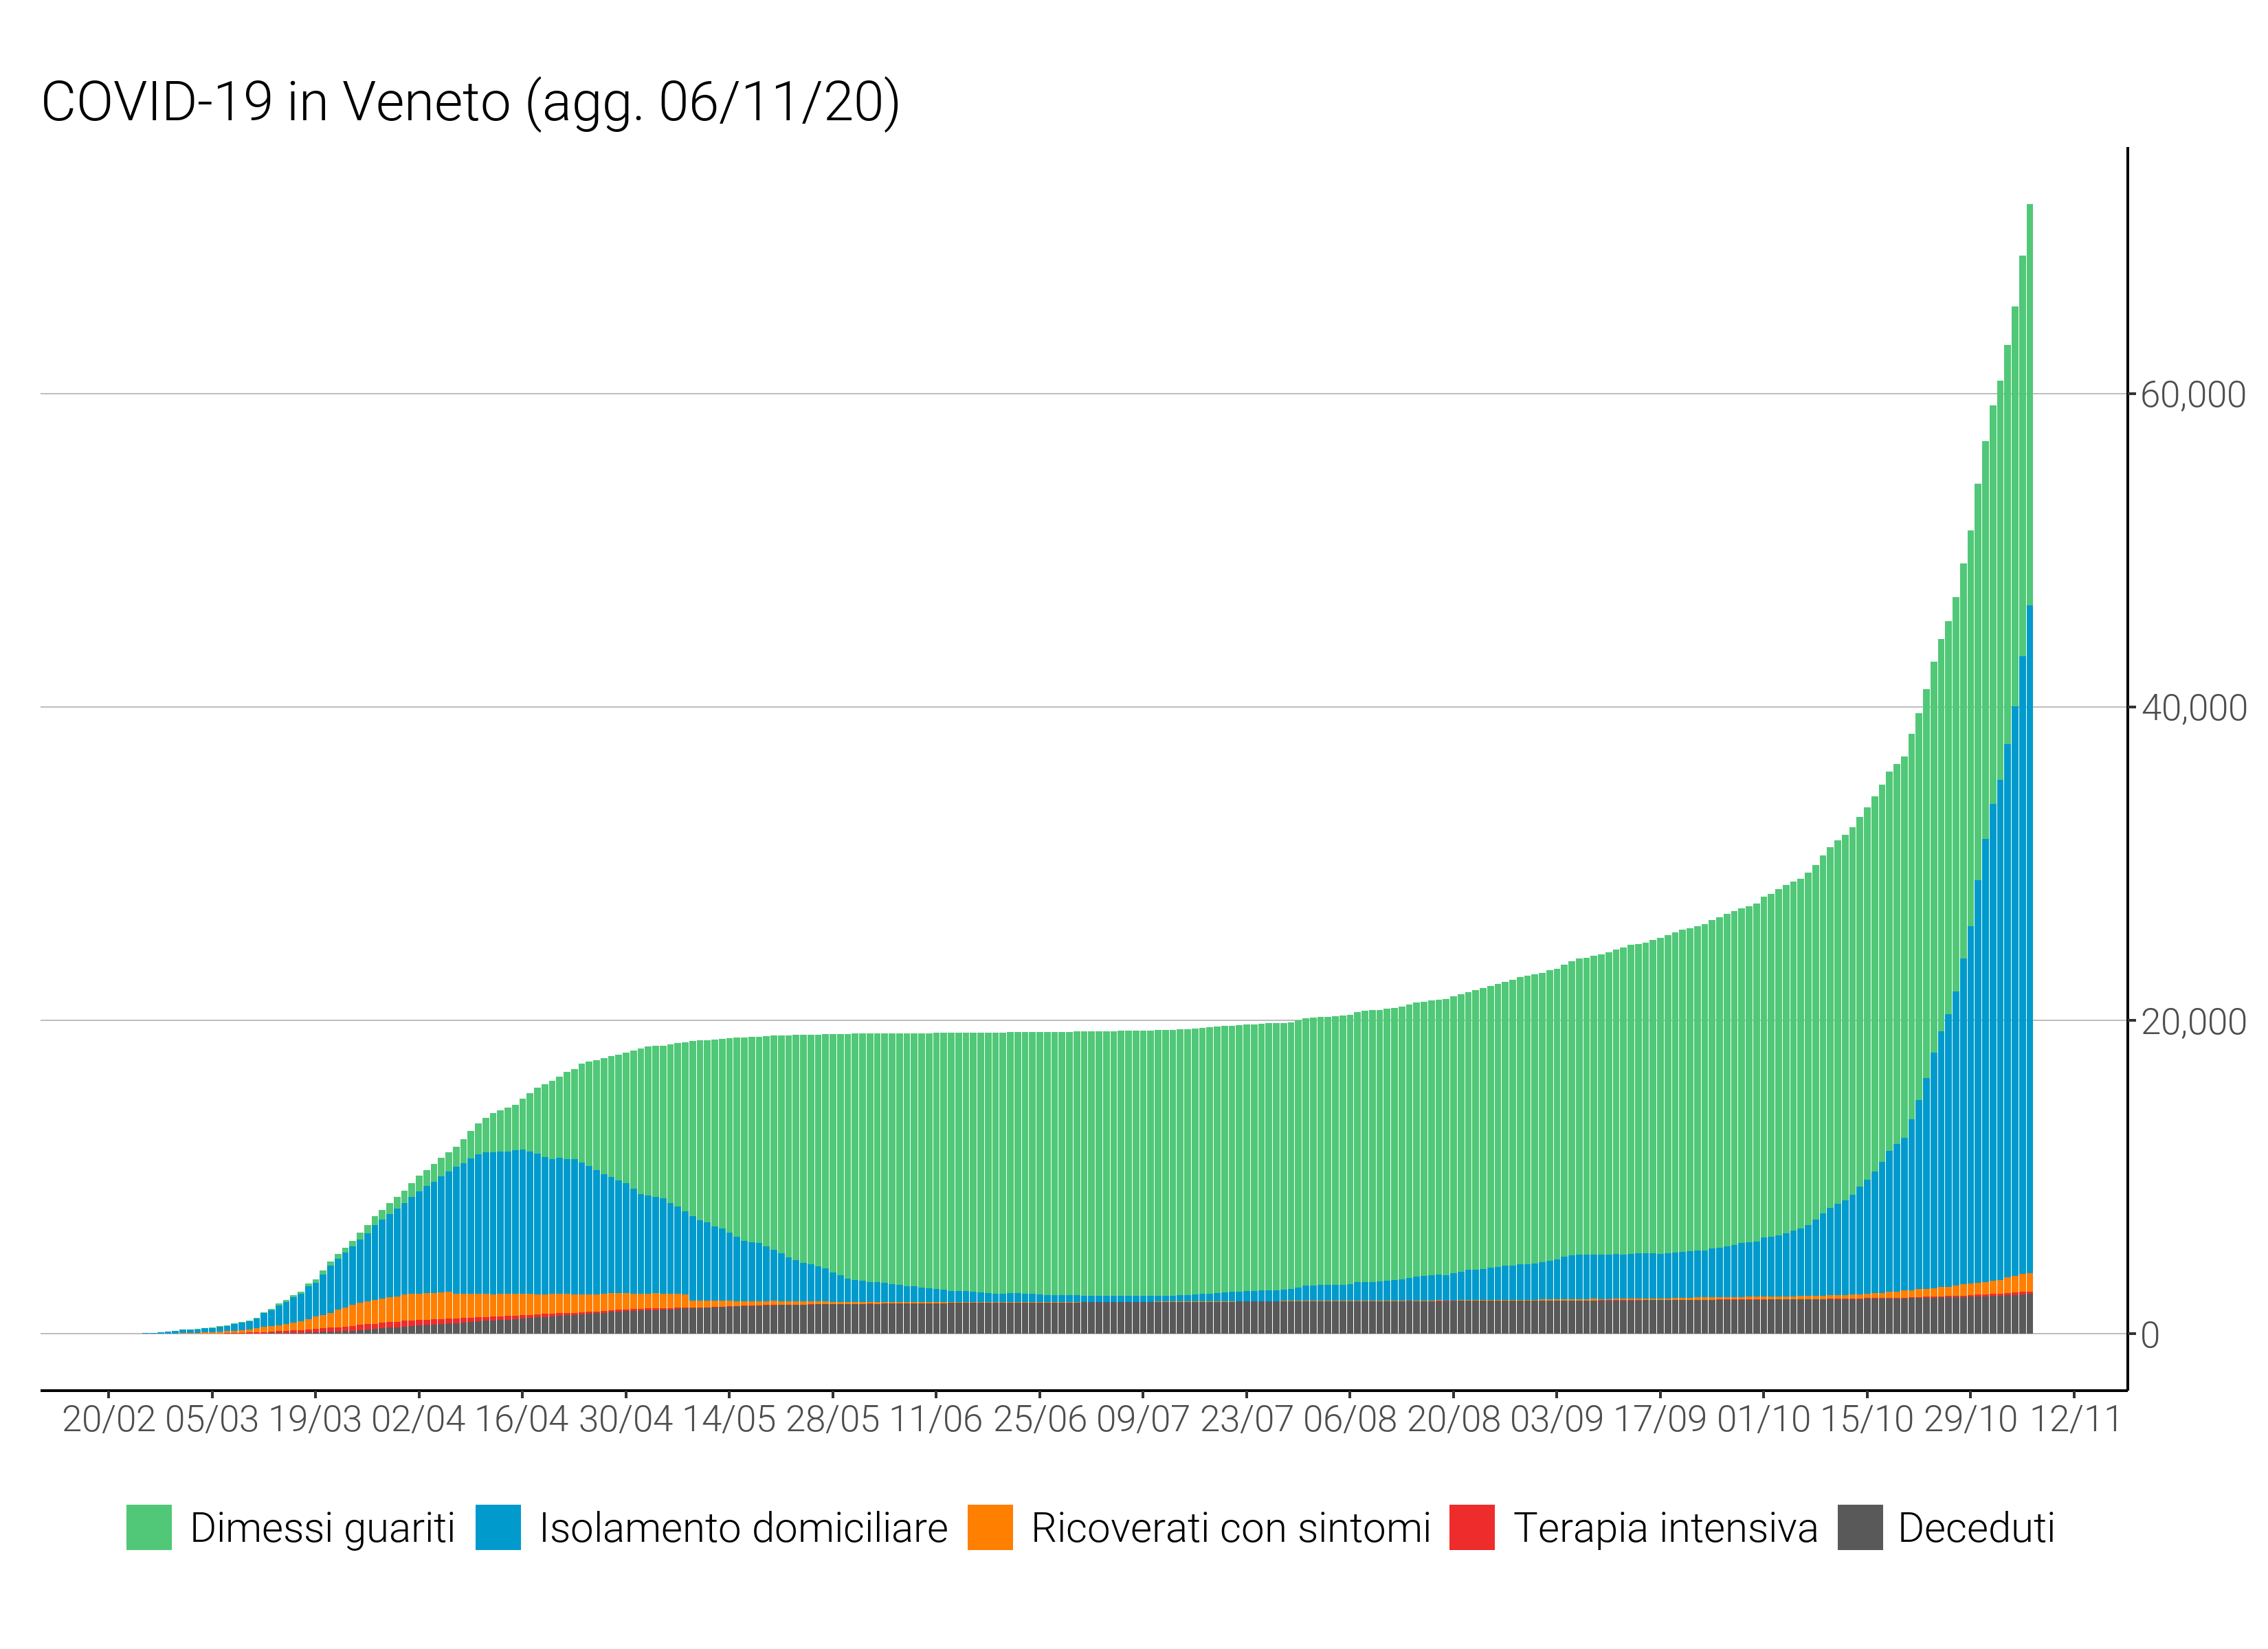 COVID-19 in Veneto (agg. 06/11/20)
60,000
40,000
20,000
0
20/02 05/03 19/03 02/04 16/04 30/04 14/05 28/05 11/06 25/06 09/07 23/07 06/08 20/08 03/09 17/09 01/10 15/10 29/10 12/11
Dimessi guariti Isolamento domiciliare Ricoverati con sintomi Terapia intensiva Deceduti